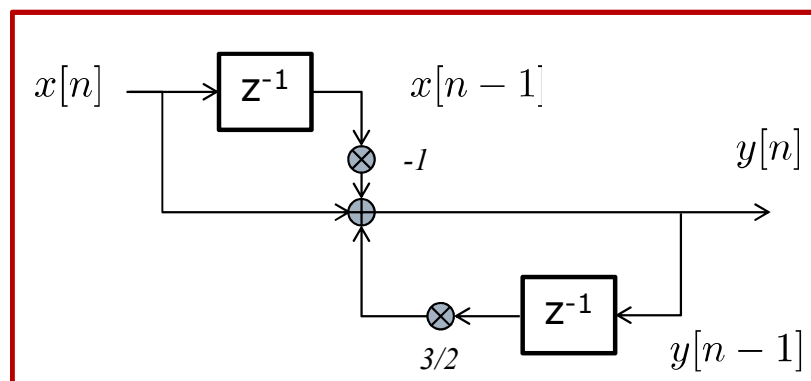 x[n]
z-1
x[n − 1]
-1
y[n]
z-1
3/2
y[n − 1]